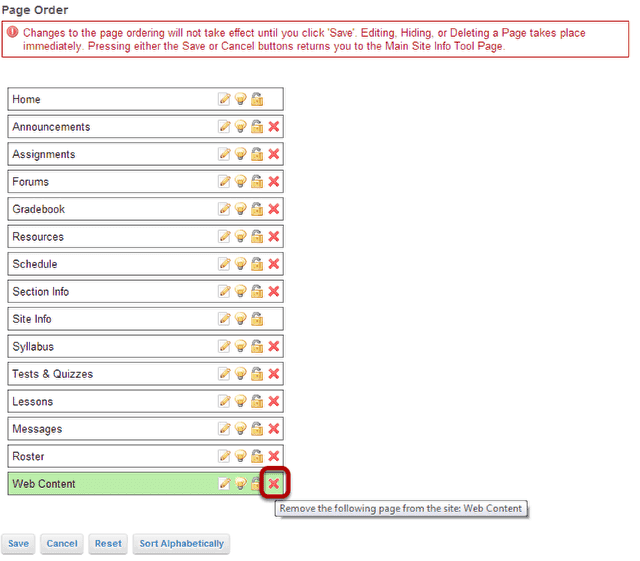 Page Order
Changes to the page ordering will not take effect until you click 'Save'. Editing, Hiding, or Deleting a Page takes place
immediately. Pressing either the Save or Cancel buttons returns you to the Main Site Info Tool Page.
Home
Announcements
Assignments
Forums
Gradebook
Resources
Schedule
Section Info
Site Info
Syllabus
Tests & Quizzes
Lessons
Messages
Roster
Web Content
Remove the following page from the site: Web Content
Save Cancel Reset Sort Alphabetically